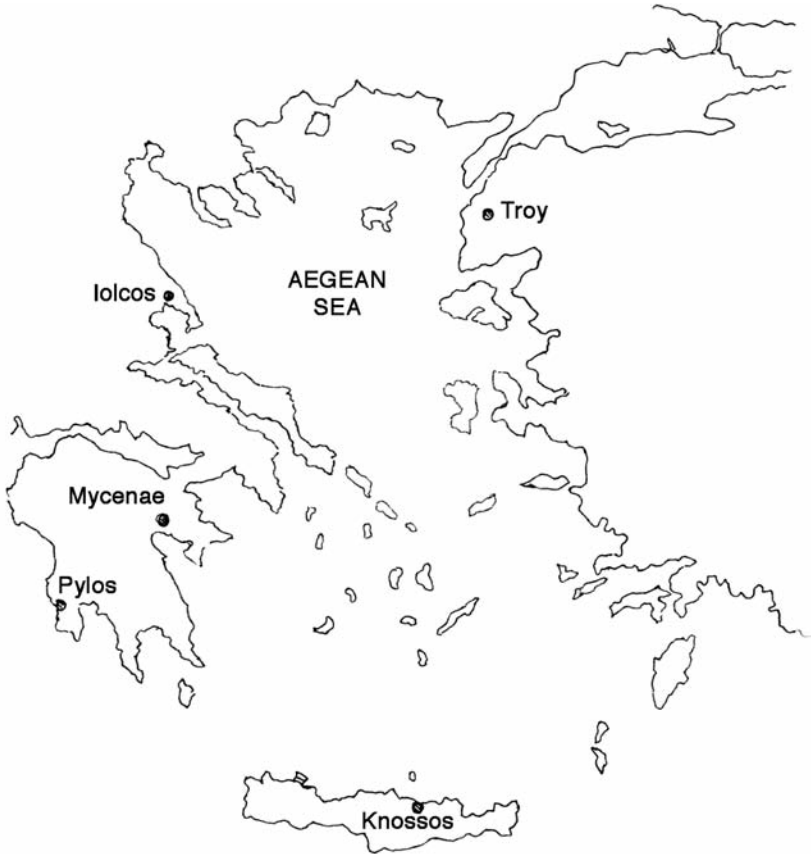 Troy
Iolcos
AEGEAN
SEA
Mycenae
Pylos
Knossos